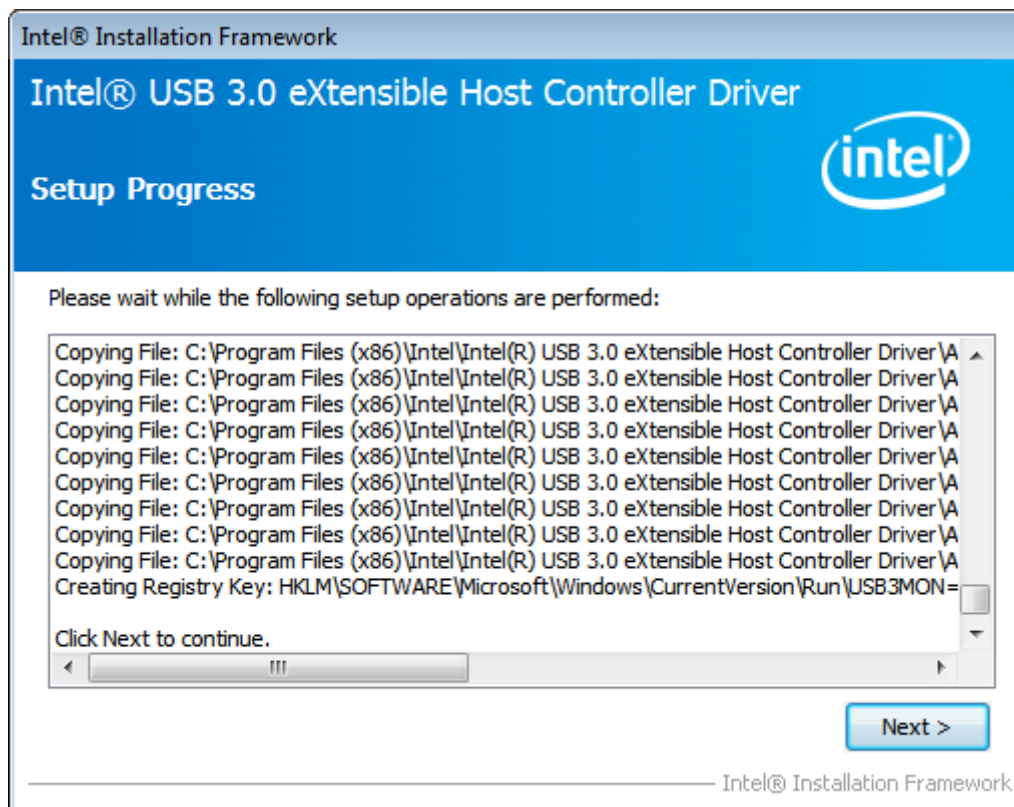 Intel® Installation Framework
Intel® USB 3.0 eXtensible Host Controller Driver
intel
Setup Progress
Please wait while the following setup operations are performed:
Copying File: C:\Program Files (x86)\Intel\Intel(R) USB 3.0 eXtensible Host Controller Driver\A
Copying File: C:\Program Files (x86)\Intel\Intel(R) USB 3.0 eXtensible Host Controller Driver\A
Copying File: C:\Program Files (x86)\Intel\Intel(R) USB 3.0 eXtensible Host Controller Driver\A
Copying File: C:\Program Files (x86)\Intel\Intel(R) USB 3.0 eXtensible Host Controller Driver\A
Copying File: C:\Program Files (x86)\Intel\Intel(R) USB 3.0 eXtensible Host Controller Driver\A
Copying File: C:\Program Files (x86)\Intel\Intel(R) USB 3.0 eXtensible Host Controller Driver\A
Copying File: C:\Program Files (x86)\Intel\Intel(R) USB 3.0 eXtensible Host Controller Driver\A
Copying File: C:\Program Files (x86)\Intel\Intel(R) USB 3.0 eXtensible Host Controller Driver\A
Copying File: C:\Program Files (x86)\Intel\Intel(R) USB 3.0 eXtensible Host Controller Driver\A
Creating Registry Key: HKLM\SOFTWARE\Microsoft\Windows\CurrentVersion\Run\USB3MON=
Click Next to continue.
Next >
Intel® Installation Framework